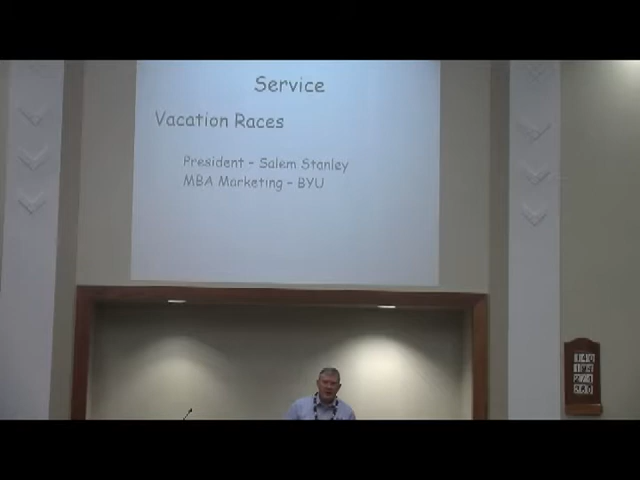 Service
Vacation Races
President - Salem Stanley
MBA Marketing - BYU